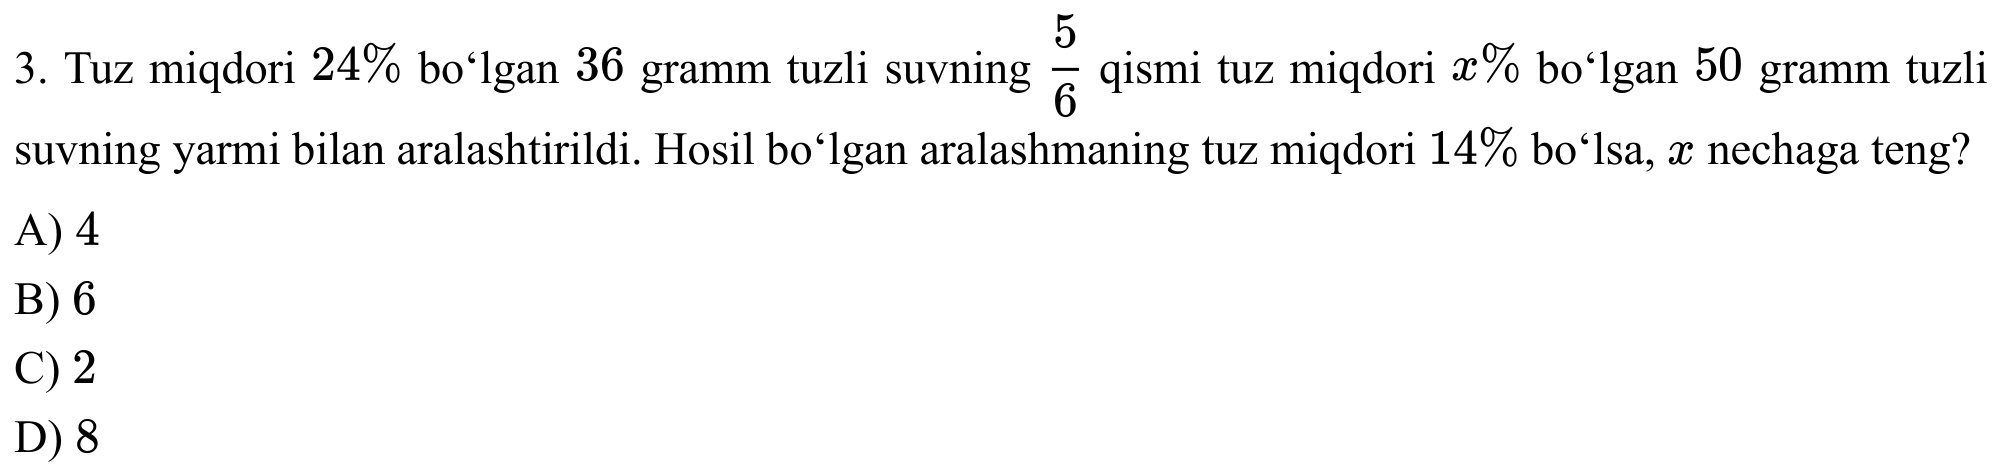 3. Tuz miqdori 24% bo‘lgan 36 gramm tuzli suvning 5/6 qismi tuz miqdori x% bo‘lgan 50 gramm tuzli
suvning yarmi bilan aralashtirildi. Hosil bo‘lgan aralashmaning tuz miqdori 14% bo‘lsa, x nechaga teng?
A) 4
B) 6
C) 2
D) 8